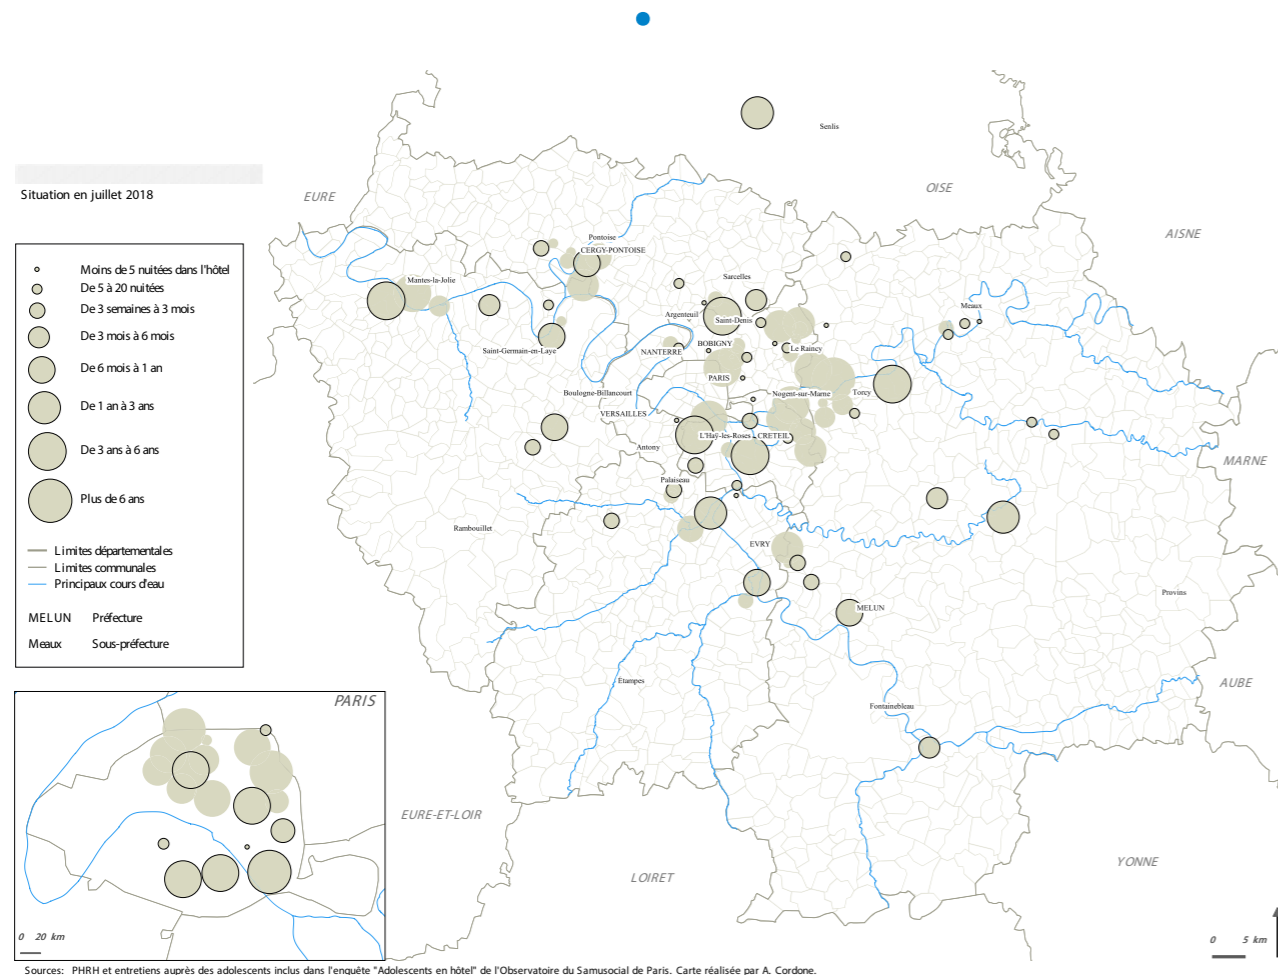 Senlis
OISE
EURE
AISNE
Situation en juillet 2018
Pontoise
CERGY-PONTOISE
Mantes-la-Jolie
Sarcelles
Meaux
Argenteuil
Saint-Denis
BOBIGNY
Le Raincy
Saint-Germain-en-Laye
NANTERRE
PARIS
Boulogne-Billancourt
Nogent-sur-Marne
Torcy
VERSAILLES
L'Haÿ-les-Roses
CRETEIL
Antony
MARNE
Palaiseau
Rambouillet
EVRY
MELUN
Provins
Etampes
AUBE
Fontainebleau
EURE-ET-LOIR
LOIRET
YONNE
Moins de 5 nuitées dans l'hôtel
De 5 à 20 nuitées
De 3 semaines à 3 mois
De 3 mois à 6 mois
De 6 mois à 1 an
De 1 an à 3 ans
De 3 ans à 6 ans
Plus de 6 ans
Limites départementales
Limites communales
Principaux cours d'eau
MELUN Préfecture
Meaux Sous-préfecture
PARIS
0 20 km
0 5 km
Sources: PHRH et entretiens auprès des adolescents inclus dans l'enquête "Adolescents en hôtel" de l'Observatoire du Samusocial de Paris. Carte réalisée par A. Cordone.